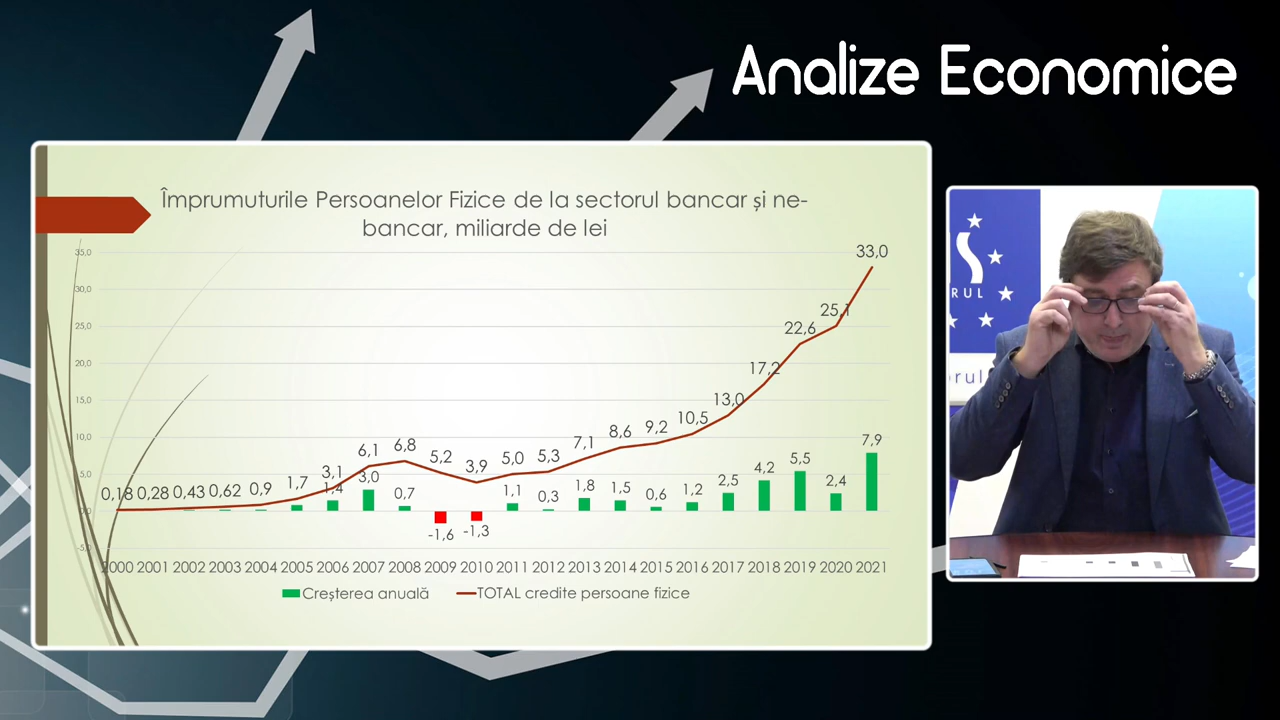 Analize Economice
Împrumuturile Persoanelor Fizice de la sectorul bancar și ne-
bancar, miliarde de lei
35,0
30,0
25,0
20,0
15,0
10,0
5,0
0,0
-5,0
0,18 0,28 0,43 0,62 0,9 1,7 3,1 6,1 6,8 5,2 3,9 5,0 5,3 7,1 8,6 9,2 10,5 13,0 17,2 22,6 25,1 33,0
1,4 3,0 0,7 -1,6 -1,3 1,1 0,3 1,8 1,5 0,6 1,2 2,5 4,2 5,5 2,4 7,9
2000 2001 2002 2003 2004 2005 2006 2007 2008 2009 2010 2011 2012 2013 2014 2015 2016 2017 2018 2019 2020 2021
Creșterea anuală TOTAL credite persoane fizice
S
RUL
orul